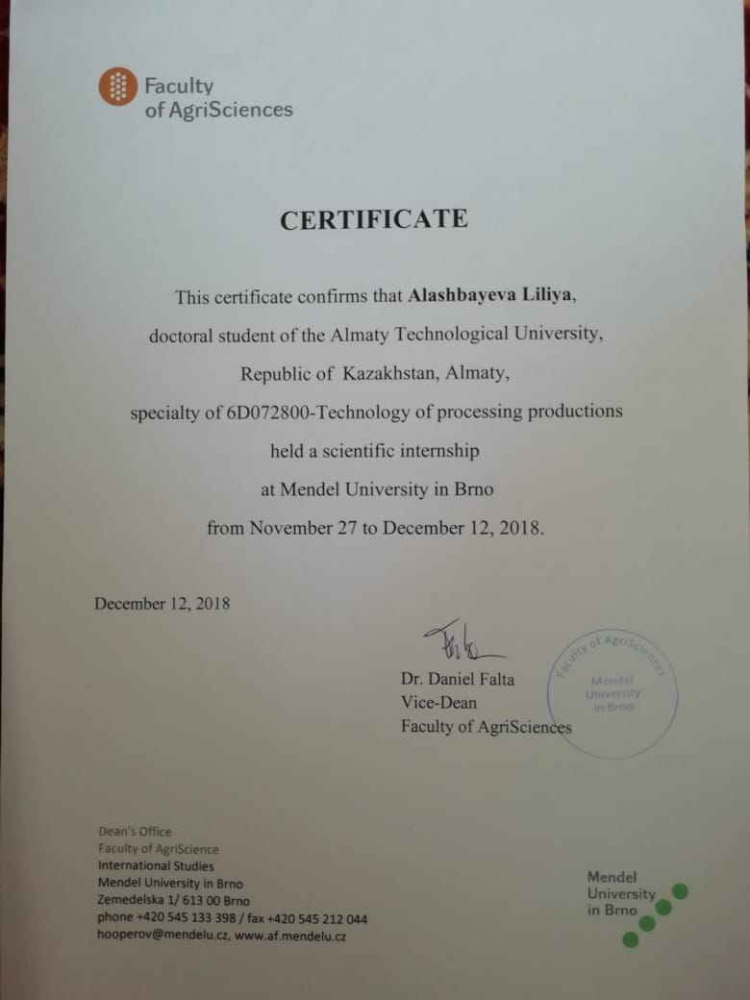 Faculty
of AgriSciences
CERTIFICATE
This certificate confirms that Alashbayeva Liliya,
doctoral student of the Almaty Technological University,
Republic of Kazakhstan, Almaty,
specialty of 6D072800-Technology of processing productions
held a scientific internship
at Mendel University in Brno
from November 27 to December 12, 2018.
December 12, 2018
Dr. Daniel Falta
Vice-Dean
Faculty of AgriSciences
Faculty of AgriSciences
Mendel
University
in Brno
Dean's Office
Faculty of AgriScience
International Studies
Mendel University in Brno
Zemedelska 1/ 613 00 Brno
phone +420 545 133 398 / fax +420 545 212 044
hooperov@mendelu.cz, www.af.mendelu.cz
Mendel
University
in Brno